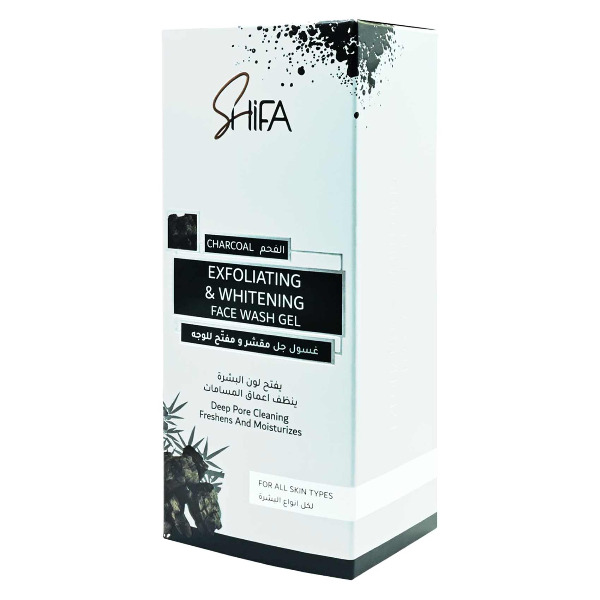 SHiFA
CHARCOAL الفحم
EXFOLIATING
& WHITENING
FACE WASH GEL
غسول جل مقشر و مفتّح للوجه
يفتح لون البشرة
ينظف اعماق المسامات
Deep Pore Cleaning
Freshens And Moisturizes
FOR ALL SKIN TYPES
لكل انواع البشرة